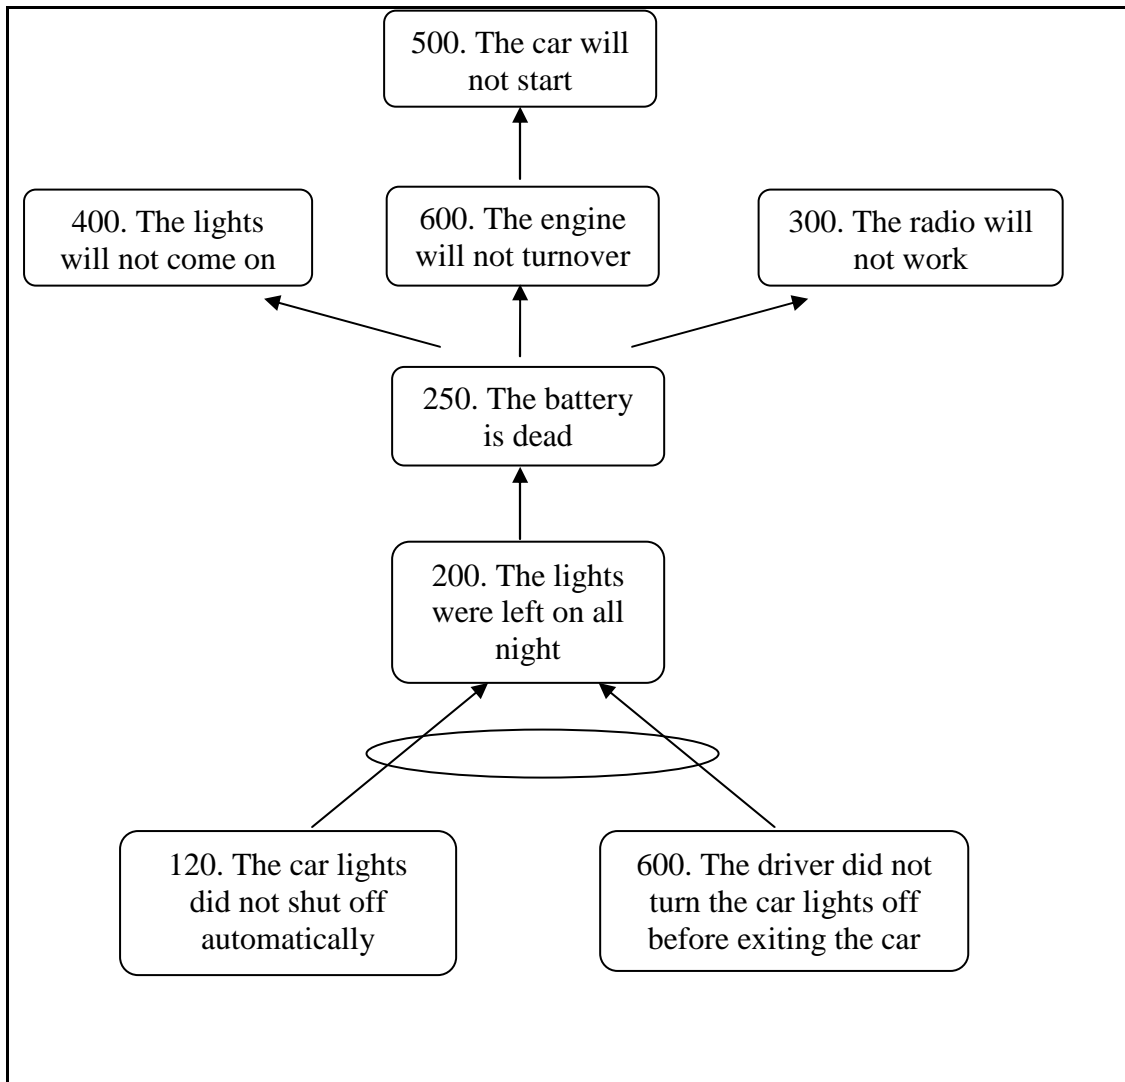 500. The car will
not start
400. The lights
will not come on
600. The engine
will not turnover
300. The radio will
not work
250. The battery
is dead
200. The lights
were left on all
night
120. The car lights
did not shut off
automatically
600. The driver did not
turn the car lights off
before exiting the car